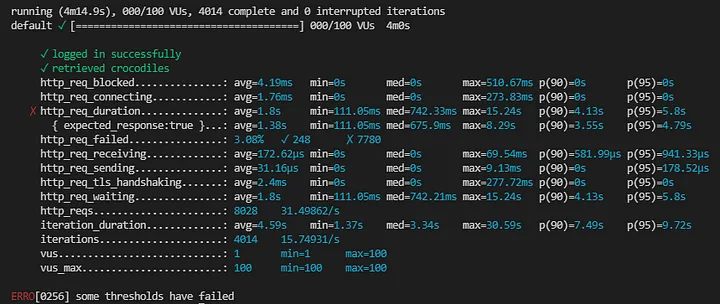 running (4m14.9s), 000/100 VUs, 4014 complete and 0 interrupted iterations
default ✓ [======================================] 000/100 VUs  4m0s

✓ logged in successfully
✓ retrieved crocodiles
http_req_blocked...............: avg=4.19ms   min=0s       med=0s       max=510.67ms p(90)=0s       p(95)=0s
http_req_connecting............: avg=1.76ms   min=0s       med=0s       max=273.83ms p(90)=0s       p(95)=0s
✗ http_req_duration..............: avg=1.8s     min=111.05ms med=742.33ms max=15.24s   p(90)=4.13s    p(95)=5.8s
{ expected_response:true }...: avg=1.38s    min=111.05ms med=675.9ms  max=8.29s    p(90)=3.55s    p(95)=4.79s
http_req_failed................: 3.08%    ✓ 248      ✗ 7780
http_req_receiving.............: avg=172.62µs min=0s       med=0s       max=69.54ms  p(90)=581.99µs p(95)=941.33µs
http_req_sending...............: avg=31.16µs  min=0s       med=0s       max=9.13ms   p(90)=0s       p(95)=178.52µs
http_req_tls_handshaking.......: avg=2.4ms    min=0s       med=0s       max=277.72ms p(90)=0s       p(95)=0s
http_req_waiting...............: avg=1.8s     min=111.05ms med=742.21ms max=15.24s   p(90)=4.13s    p(95)=5.8s
http_reqs......................: 8028     31.49862/s
iteration_duration.............: avg=4.59s    min=1.37s    med=3.34s    max=30.59s   p(90)=7.49s    p(95)=9.72s
iterations.....................: 4014     15.74931/s
vus............................: 1        min=1      max=100
vus_max........................: 100      min=100    max=100

ERRO[0256] some thresholds have failed